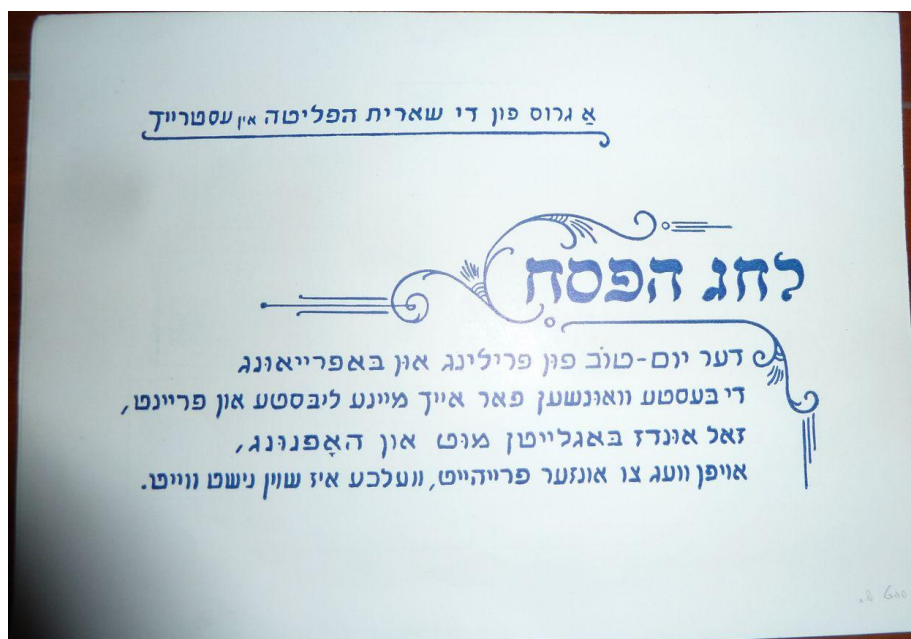 אַ גרוס פון די שארית הפליטה אין עסטרייך
לחג הפסח
דער יום-טוֹב פון פרילינג און באפרייאונג
די בעסטע וואונשען פאר אייך מיינע ליבסטע און פריינט,
זאל אונדז באגלייטן מוט און האָפנונג,
אויפן וועג צו אונזער פרייהייט, וועלכע איז שוין נישט ווייט.